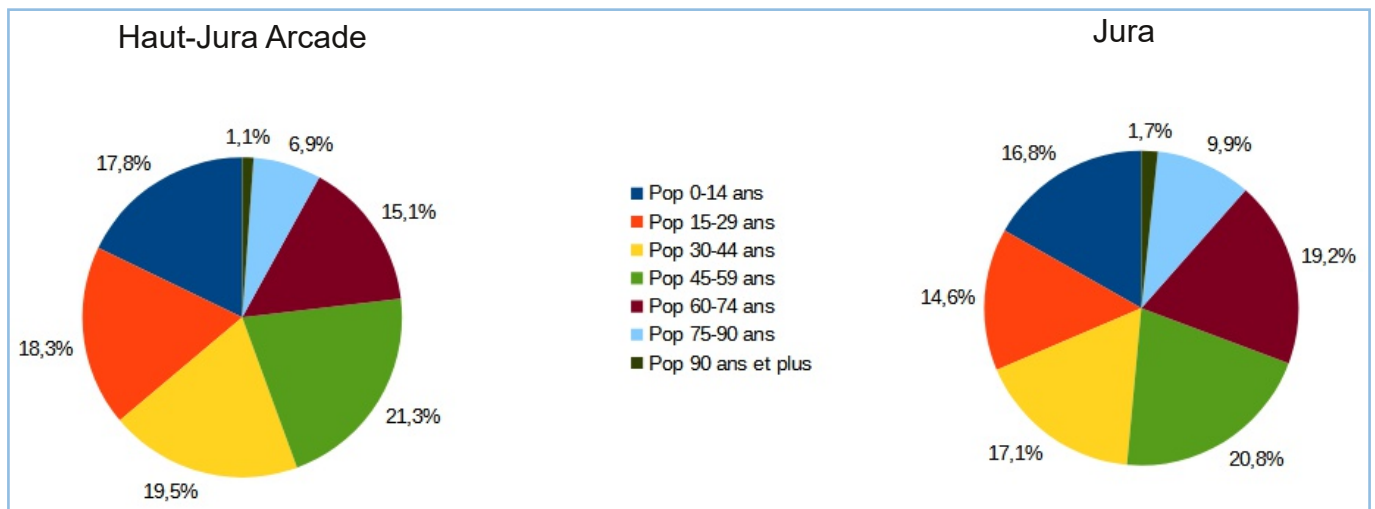 Haut-Jura Arcade
1,1%
6,9%
17,8%
15,1%
18,3%
21,3%
19,5%
Pop 0-14 ans
Pop 15-29 ans
Pop 30-44 ans
Pop 45-59 ans
Pop 60-74 ans
Pop 75-90 ans
Pop 90 ans et plus
Jura
1,7%
9,9%
16,8%
19,2%
14,6%
17,1%
20,8%